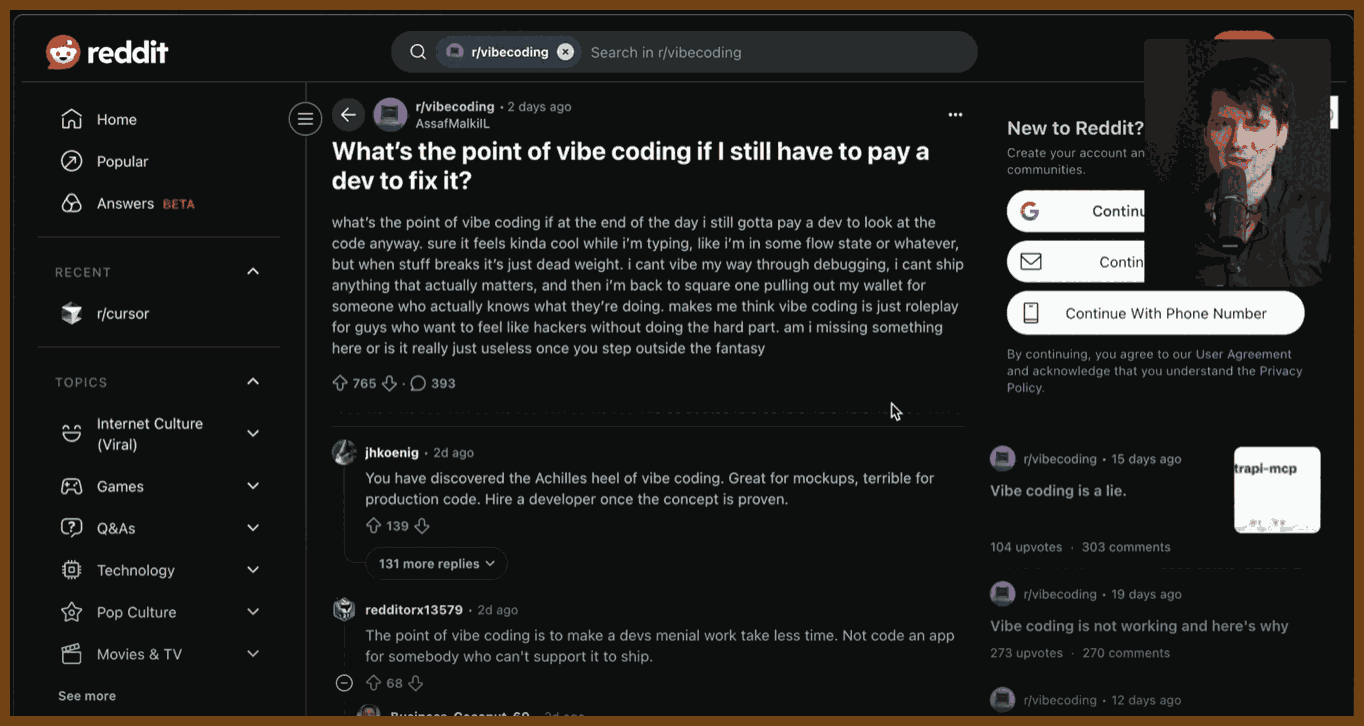 reddit
r/vibecoding
Search in r/vibecoding
Home
Popular
Answers BETA
RECENT
r/cursor
TOPICS
Internet Culture
(Viral)
Games
Q&As
Technology
Pop Culture
Movies & TV
See more
r/vibecoding • 2 days ago
AssafMalkiIL
What’s the point of vibe coding if I still have to pay a
dev to fix it?
what’s the point of vibe coding if at the end of the day i still gotta pay a dev to look at the
code anyway. sure it feels kinda cool while i’m typing, like i’m in some flow state or whatever,
but when stuff breaks it’s just dead weight. i cant vibe my way through debugging, i cant ship
anything that actually matters, and then i’m back to square one pulling out my wallet for
someone who actually knows what they’re doing. makes me think vibe coding is just roleplay
for guys who want to feel like hackers without doing the hard part. am i missing something
here or is it really just useless once you step outside the fantasy
765 · 393
jhkoenig • 2d ago
You have discovered the Achilles heel of vibe coding. Great for mockups, terrible for
production code. Hire a developer once the concept is proven.
139
131 more replies
redditorx13579 • 2d ago
The point of vibe coding is to make a devs menial work take less time. Not code an app
for somebody who can't support it to ship.
68
New to Reddit?
Create your account an
communities.
Continu
Contin
Continue With Phone Number
By continuing, you agree to our User Agreement
and acknowledge that you understand the Privacy
Policy.
r/vibecoding • 15 days ago
Vibe coding is a lie.
trapi-mcp
104 upvotes · 303 comments
r/vibecoding • 19 days ago
Vibe coding is not working and here's why
273 upvotes · 270 comments
r/vibecoding • 12 days ago